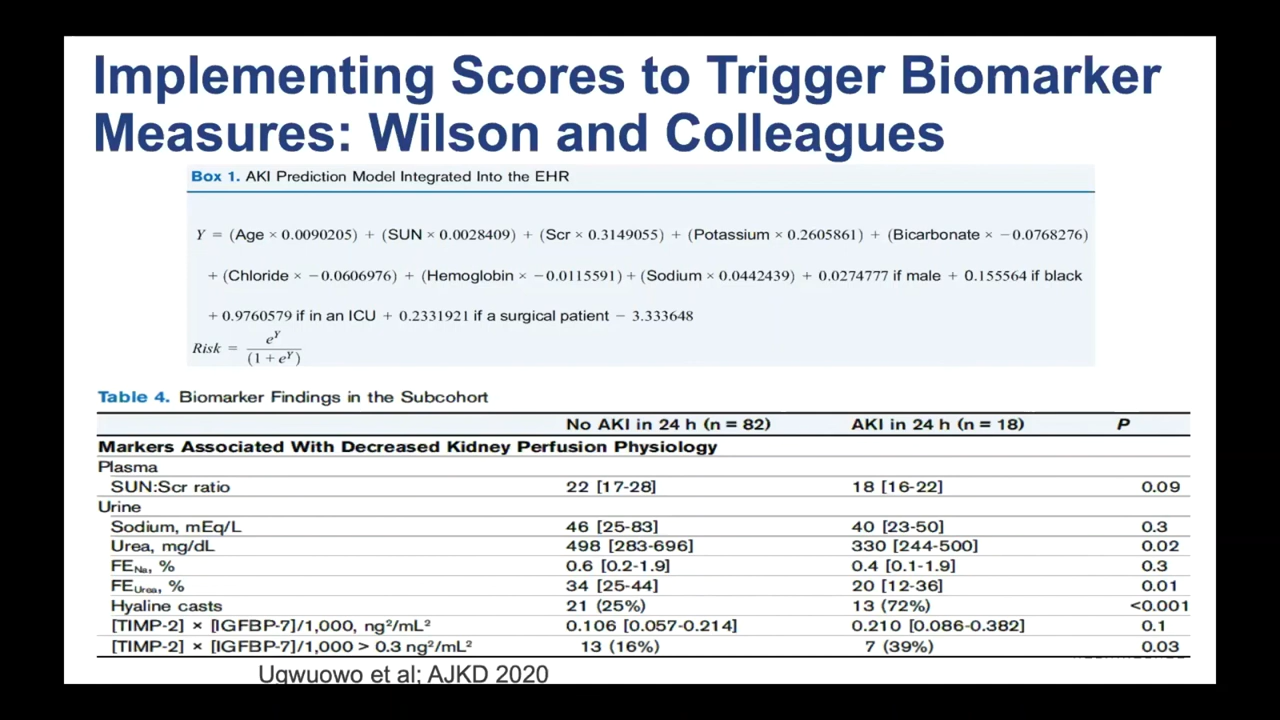 Implementing Scores to Trigger Biomarker
Measures: Wilson and Colleagues
Box 1. AKI Prediction Model Integrated Into the EHR
Y = (Age × 0.0090205) + (SUN × 0.0028409) + (Scr × 0.3149055) + (Potassium × 0.2605861) + (Bicarbonate × −0.0768276)
+ (Chloride × −0.0606976) + (Hemoglobin × −0.0115591) + (Sodium × 0.0442439) + 0.0274777 if male + 0.155564 if black
+ 0.9760579 if in an ICU + 0.2331921 if a surgical patient − 3.333648
Risk = e^Y / (1 + e^Y)
Table 4. Biomarker Findings in the Subcohort
No AKI in 24 h (n = 82) AKI in 24 h (n = 18) P
Markers Associated With Decreased Kidney Perfusion Physiology
Plasma
SUN:Scr ratio 22 [17-28] 18 [16-22] 0.09
Urine
Sodium, mEq/L 46 [25-83] 40 [23-50] 0.3
Urea, mg/dL 498 [283-696] 330 [244-500] 0.02
FENa, % 0.6 [0.2-1.9] 0.4 [0.1-1.9] 0.3
FEUrea, % 34 [25-44] 20 [12-36] 0.01
Hyaline casts 21 (25%) 13 (72%) <0.001
[TIMP-2] × [IGFBP-7]/1,000, ng²/mL² 0.106 [0.057-0.214] 0.210 [0.086-0.382] 0.1
[TIMP-2] × [IGFBP-7]/1,000 > 0.3 ng²/mL² 13 (16%) 7 (39%) 0.03
Ugwuowo et al; AJKD 2020